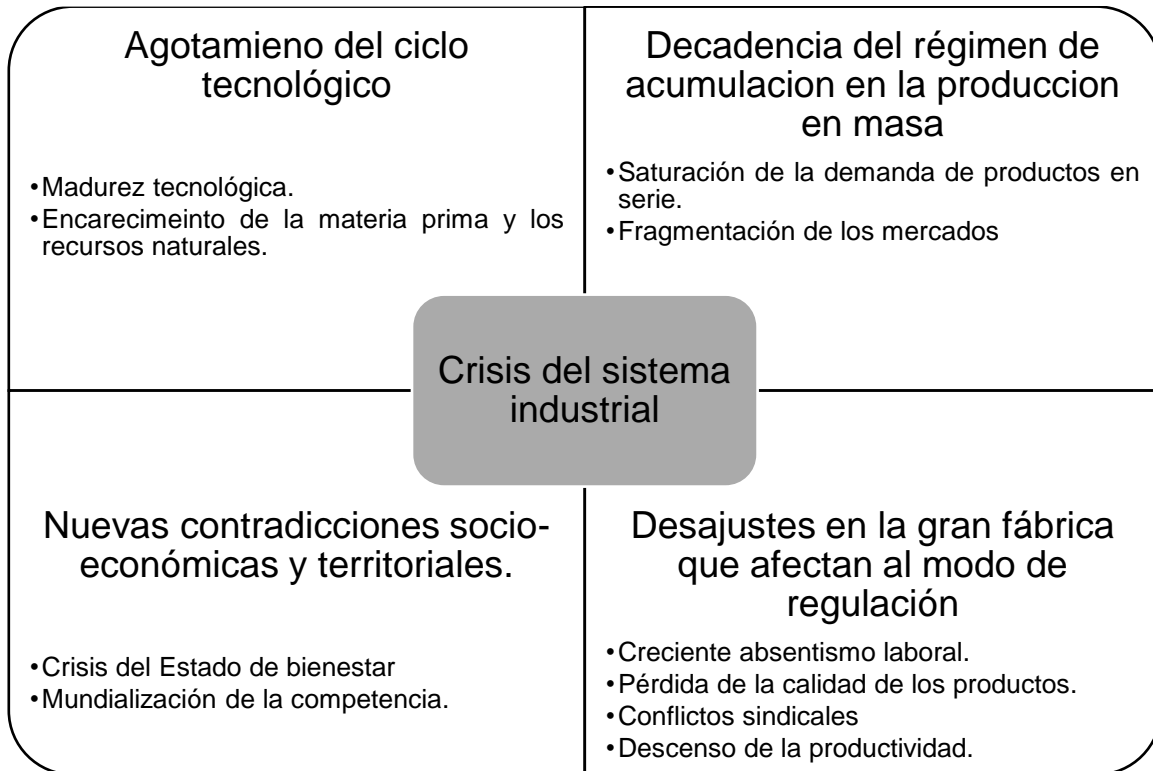 Agotamieno del ciclo
tecnológico
•Madurez tecnológica.
•Encarecimeinto de la materia prima y los
recursos naturales.
Decadencia del régimen de
acumulacion en la produccion
en masa
•Saturación de la demanda de productos en
serie.
•Fragmentación de los mercados
Crisis del sistema
industrial
Nuevas contradicciones socio-
económicas y territoriales.
•Crisis del Estado de bienestar
•Mundialización de la competencia.
Desajustes en la gran fábrica
que afectan al modo de
regulación
•Creciente absentismo laboral.
•Pérdida de la calidad de los productos.
•Conflictos sindicales
•Descenso de la productividad.